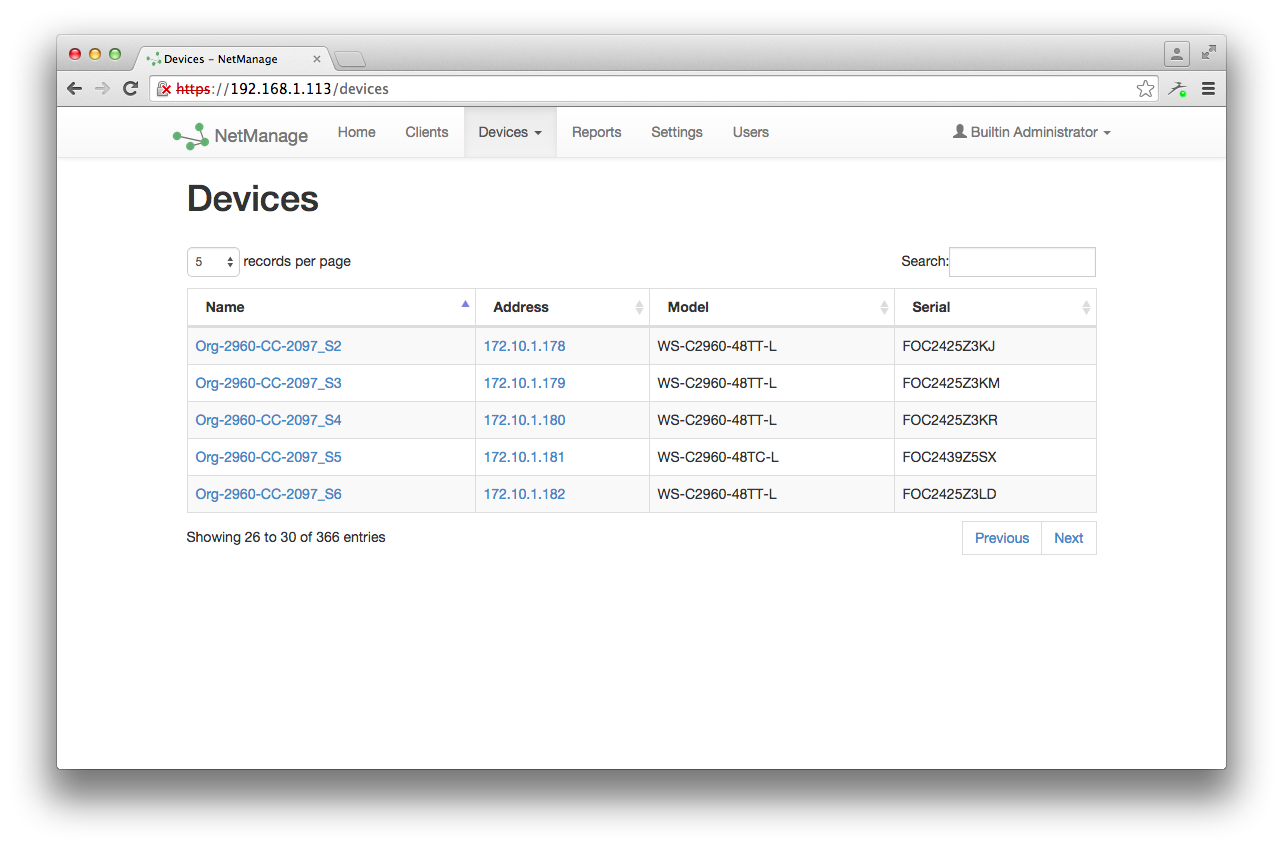 Devices – NetManage
https://192.168.1.113/devices
NetManage Home Clients Devices Reports Settings Users Builtin Administrator
Devices
5 records per page Search:
Name Address Model Serial
Org-2960-CC-2097_S2 172.10.1.178 WS-C2960-48TT-L FOC2425Z3KJ
Org-2960-CC-2097_S3 172.10.1.179 WS-C2960-48TT-L FOC2425Z3KM
Org-2960-CC-2097_S4 172.10.1.180 WS-C2960-48TT-L FOC2425Z3KR
Org-2960-CC-2097_S5 172.10.1.181 WS-C2960-48TC-L FOC2439Z5SX
Org-2960-CC-2097_S6 172.10.1.182 WS-C2960-48TT-L FOC2425Z3LD
Showing 26 to 30 of 366 entries Previous Next